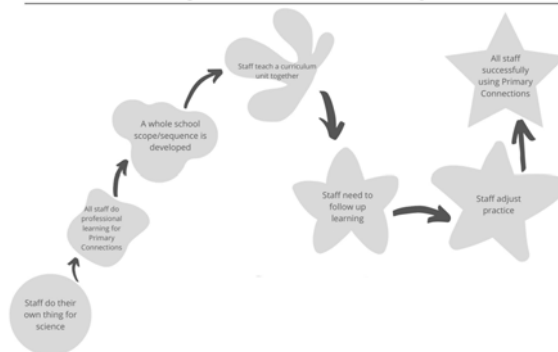 Staff do their
own thing for
science
All staff do
professional
learning for
Primary
Connections
A whole school
scope/sequence is
developed
Staff teach a curriculum
unit together
Staff need to
follow up
learning
Staff adjust
practice
All staff
successfully
using Primary
Connections